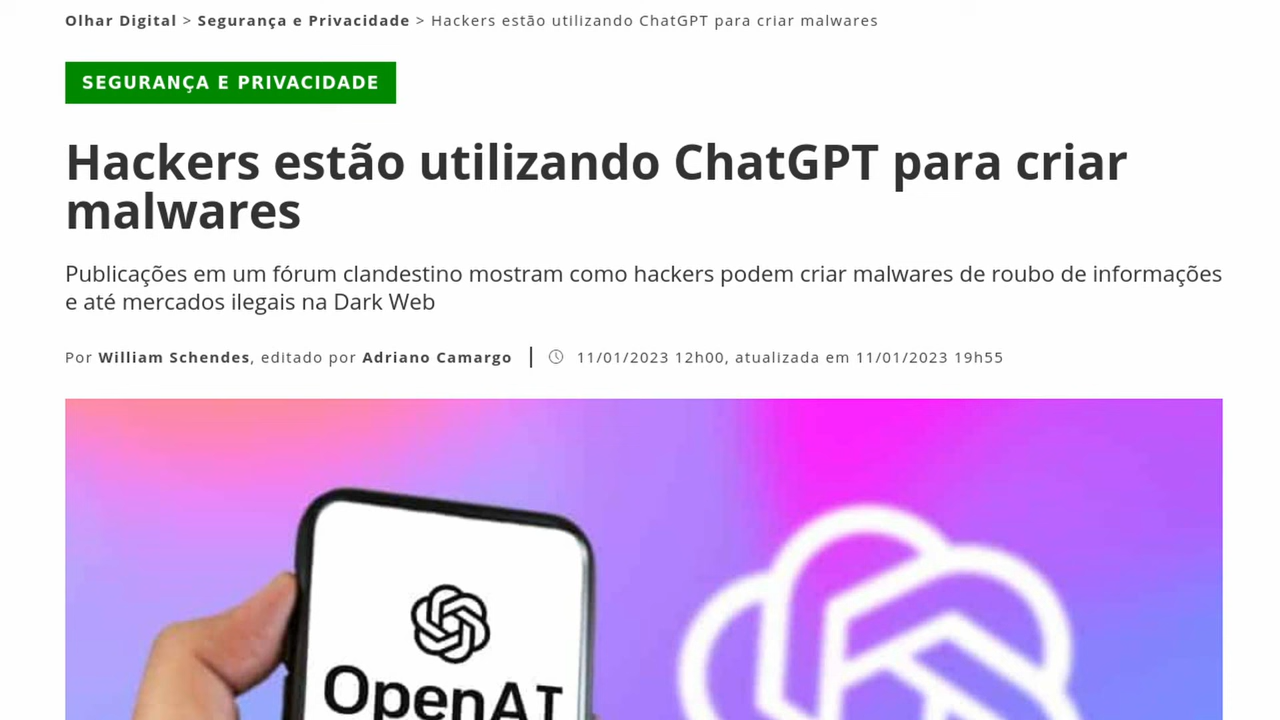 Olhar Digital > Segurança e Privacidade > Hackers estão utilizando ChatGPT para criar malwares
SEGURANÇA E PRIVACIDADE
Hackers estão utilizando ChatGPT para criar
malwares
Publicações em um fórum clandestino mostram como hackers podem criar malwares de roubo de informações
e até mercados ilegais na Dark Web
Por William Schendes, editado por Adriano Camargo | 11/01/2023 12h00, atualizada em 11/01/2023 19h55
OpenAI